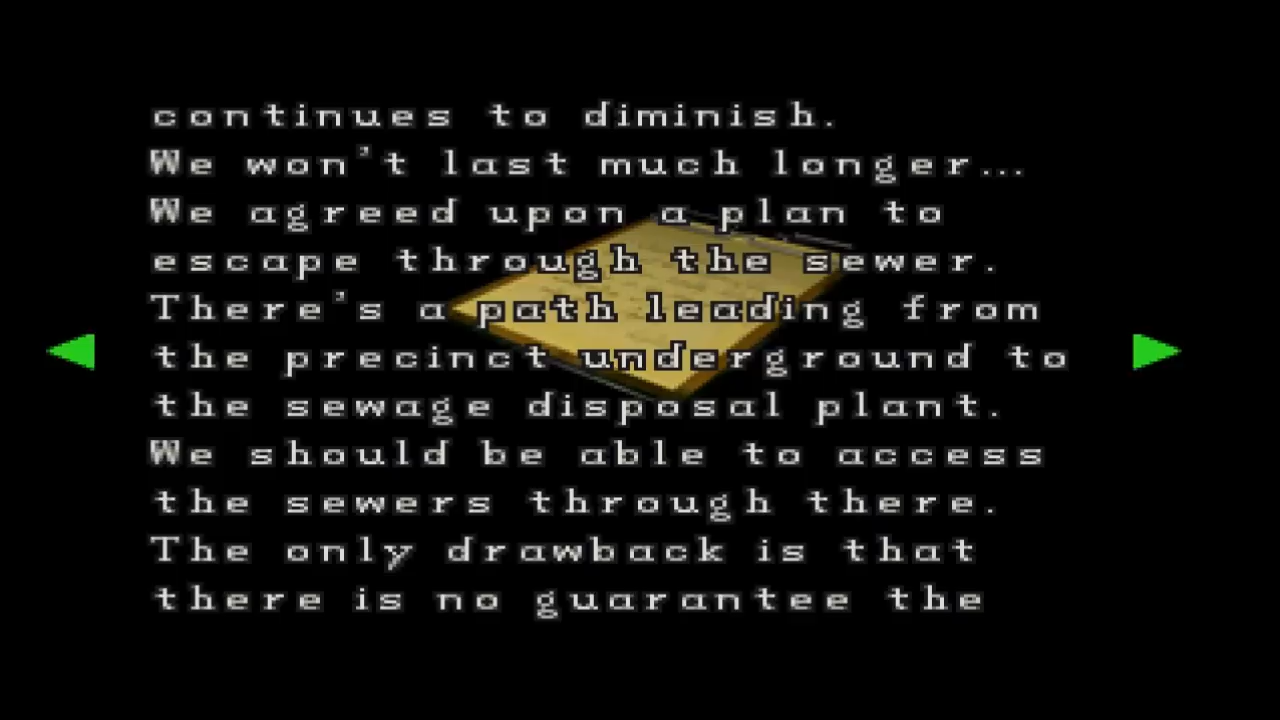 continues to diminish.
We won't last much longer...
We agreed upon a plan to
escape through the sewer.
There's a path leading from
the precinct underground to
the sewage disposal plant.
We should be able to access
the sewers through there.
The only drawback is that
there is no guarantee the